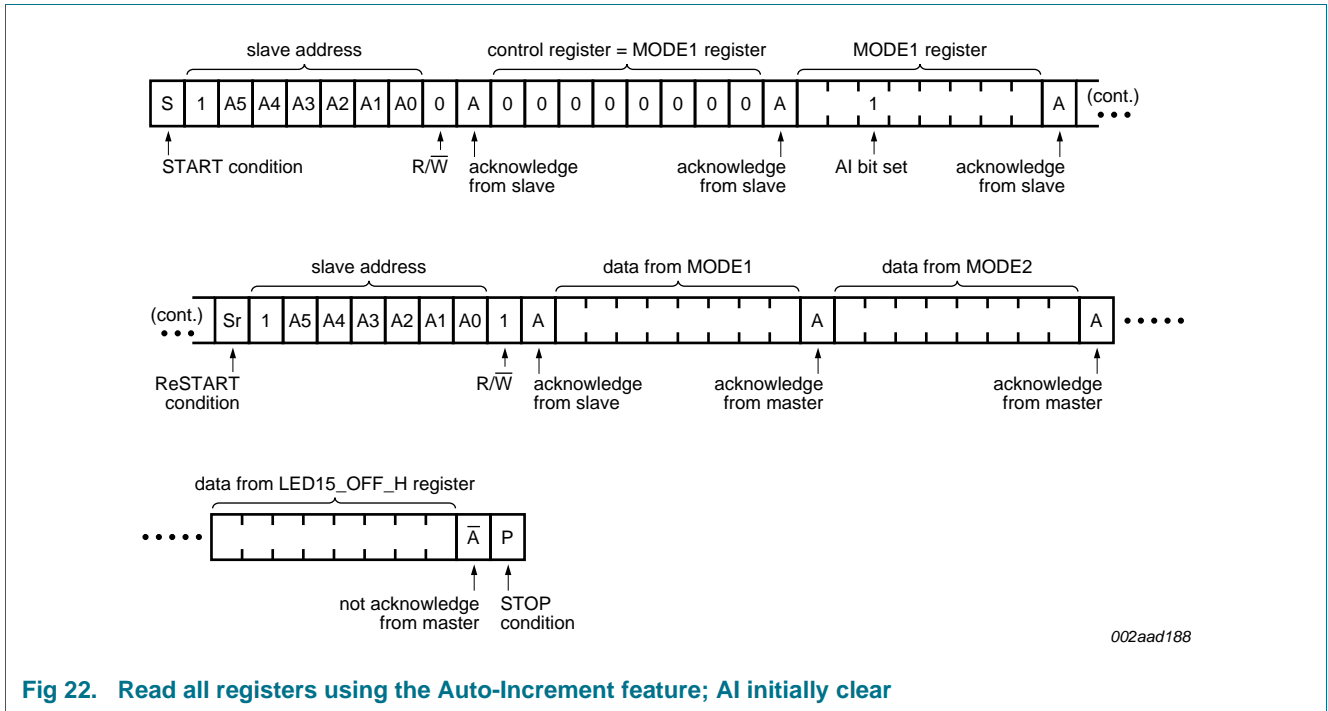 slave address control register = MODE1 register MODE1 register
S 1 A5 A4 A3 A2 A1 A0 0 A 0 0 0 0 0 0 0 0 A 1 A (cont.)
START condition R/W̅ acknowledge from slave acknowledge from slave AI bit set acknowledge from slave
slave address data from MODE1 data from MODE2
(cont.) Sr 1 A5 A4 A3 A2 A1 A0 1 A A A
ReSTART condition R/W̅ acknowledge from slave acknowledge from master acknowledge from master
data from LED15_OFF_H register
A̅ P
not acknowledge from master STOP condition
002aad188
Fig 22. Read all registers using the Auto-Increment feature; AI initially clear